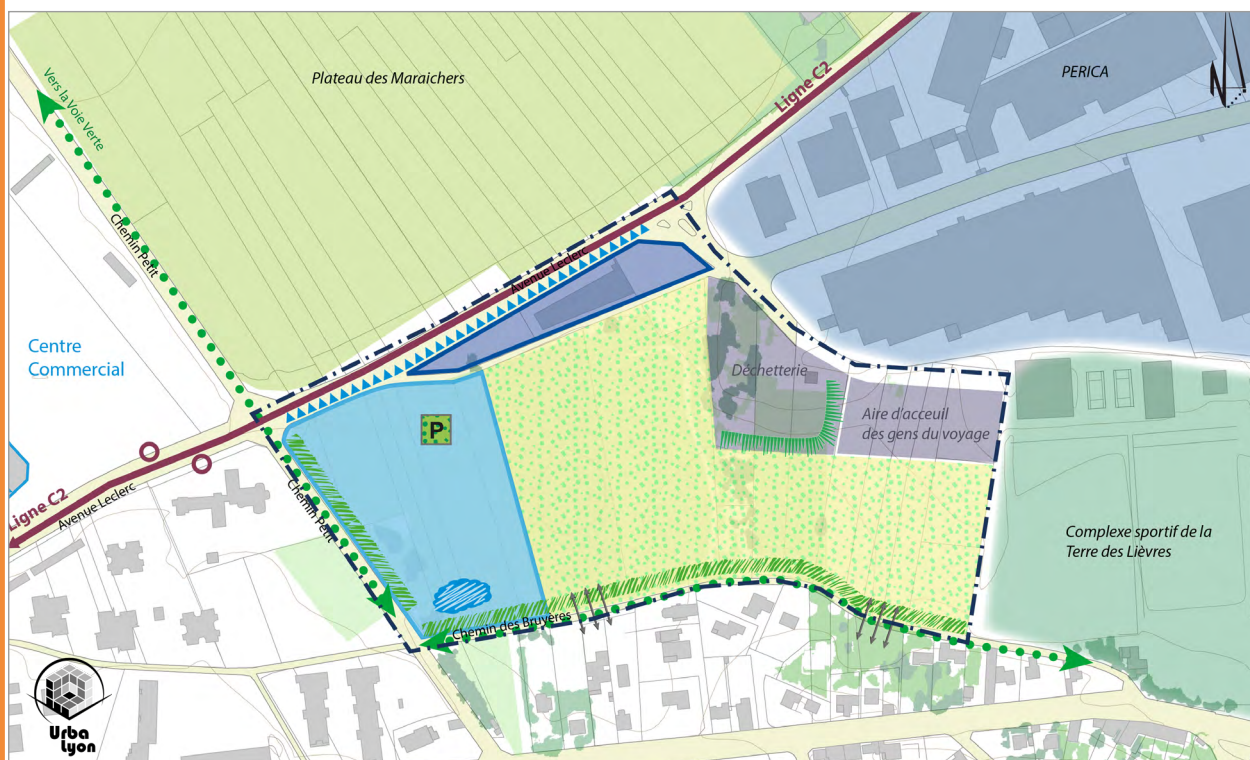 Plateau des Maraichers
PERICA
N
Vers la Voie Verte
Ligne C2
Chemin Petit
Avenue Leclerc
Centre
Commercial
Déchetterie
P
Aire d'acceuil
des gens du voyage
Ligne C2
Avenue Leclerc
Chemin Petit
Complexe sportif de la
Terre des Lièvres
Chemin des Bruyères
Urba
Lyon